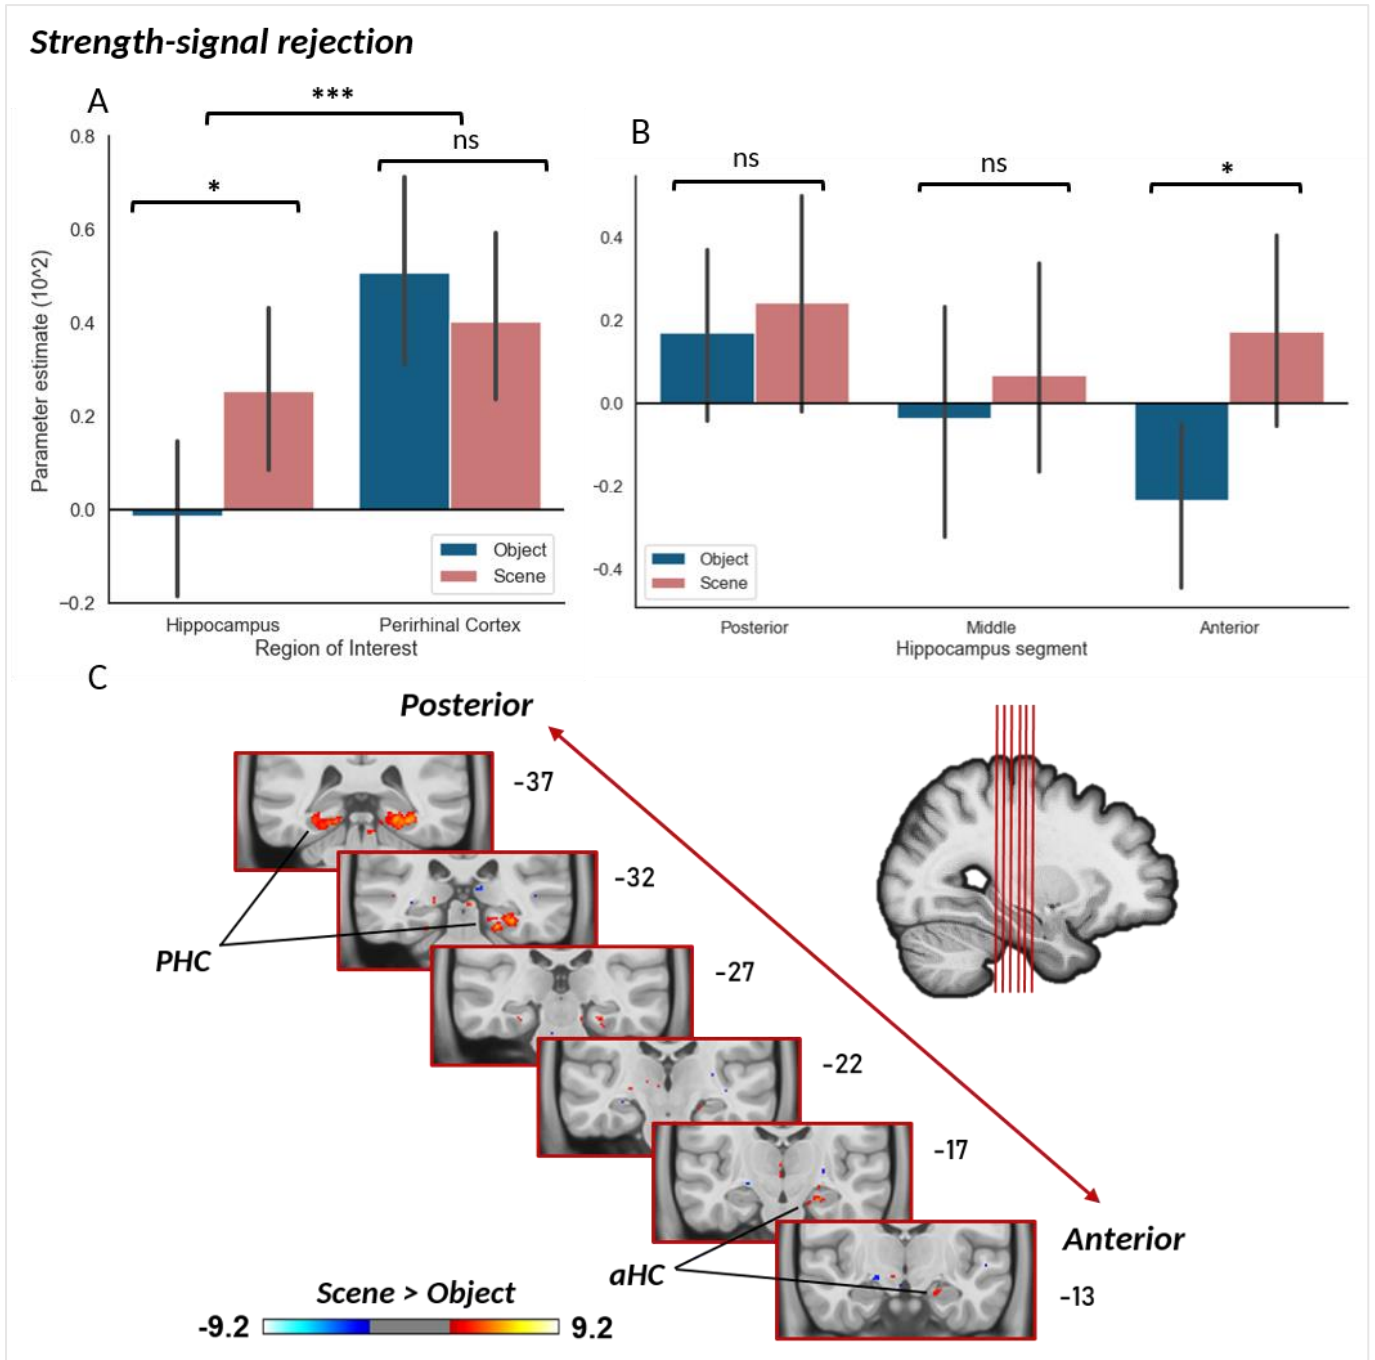 Strength-signal rejection
A
***
ns
*
0.8
0.6
0.4
0.2
0.0
−0.2
Parameter estimate (10^2)
Object
Scene
Hippocampus
Perirhinal Cortex
Region of Interest
B
ns
ns
*
0.4
0.2
0.0
-0.2
-0.4
Object
Scene
Posterior
Middle
Anterior
Hippocampus segment
C
Posterior
-37
-32
PHC
-27
-22
-17
Anterior
aHC
-13
Scene > Object
-9.2
9.2